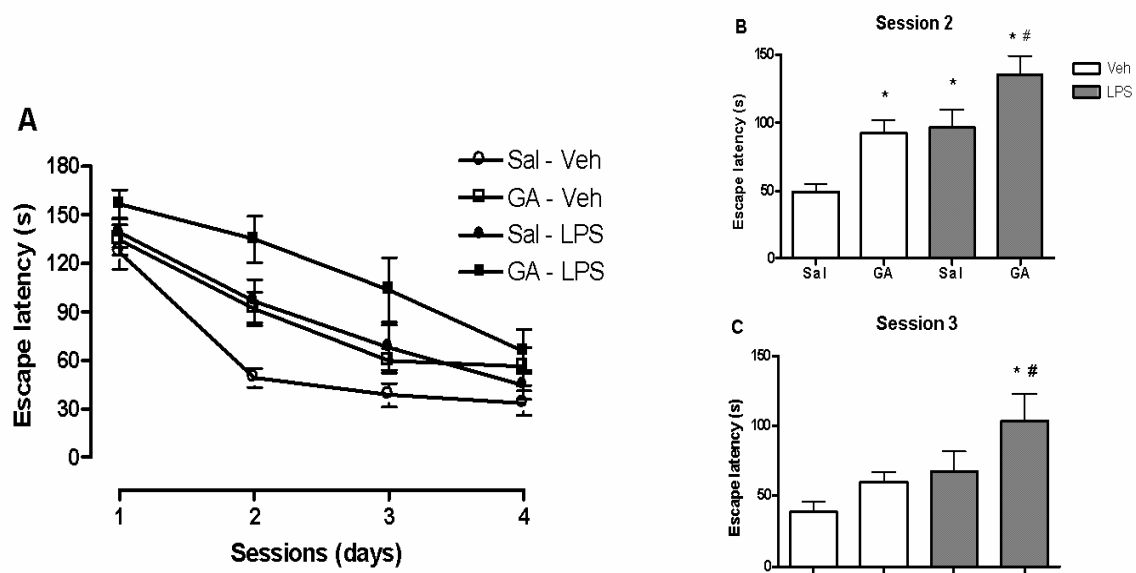 A
Sal - Veh
GA - Veh
Sal - LPS
GA - LPS
180
150
120
90
60
30
0
Escape latency (s)
1 2 3 4
Sessions (days)
B
Session 2
* * * #
Veh
LPS
150
100
50
0
Escape latency (s)
Sal GA Sal GA
C
Session 3
* #
150
100
50
0
Escape latency (s)